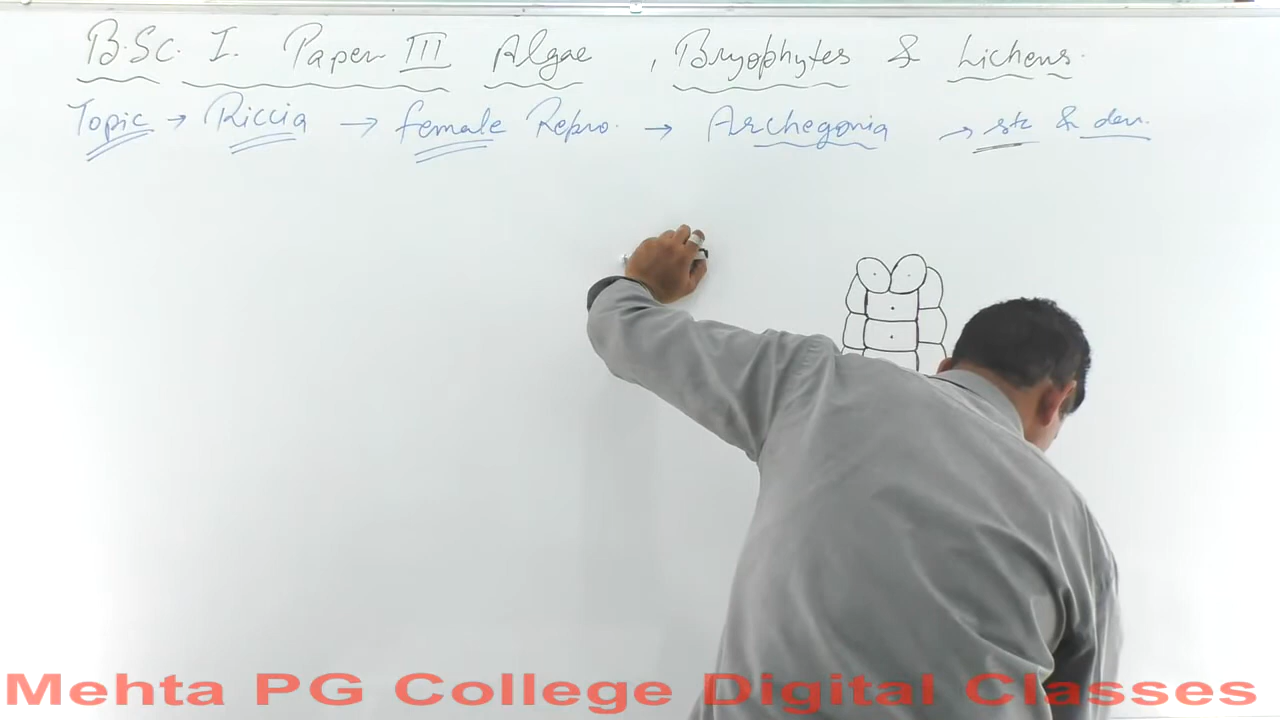 B.Sc. I. Paper III Algae, Bryophytes & Lichens.
Topic → Riccia → female Repro. → Archegonia → str & dev.
Mehta PG College Digital Classes